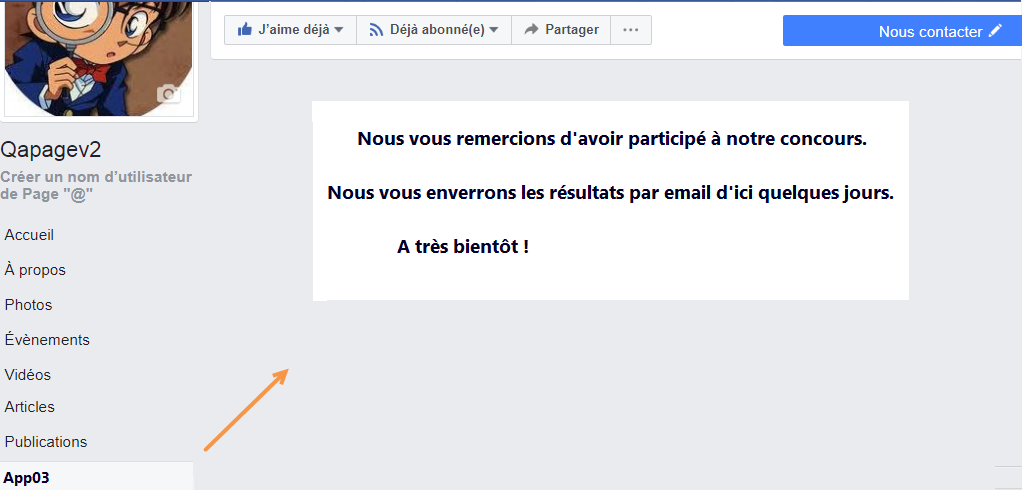 J'aime déjà
Déjà abonné(e)
Partager
Nous contacter
Nous vous remercions d'avoir participé à notre concours.
Nous vous enverrons les résultats par email d'ici quelques jours.
A très bientôt !
Qapagev2
Créer un nom d'utilisateur
de Page "@"
Accueil
À propos
Photos
Évènements
Vidéos
Articles
Publications
App03